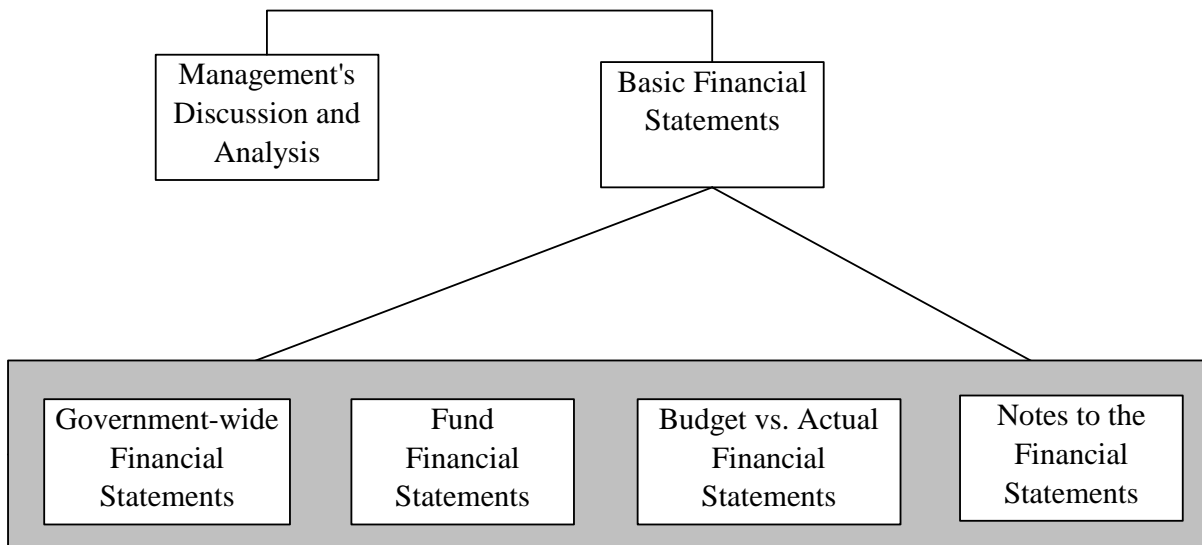 Management's
Discussion and
Analysis
Basic Financial
Statements
Government-wide
Financial
Statements
Fund
Financial
Statements
Budget vs. Actual
Financial
Statements
Notes to the
Financial
Statements